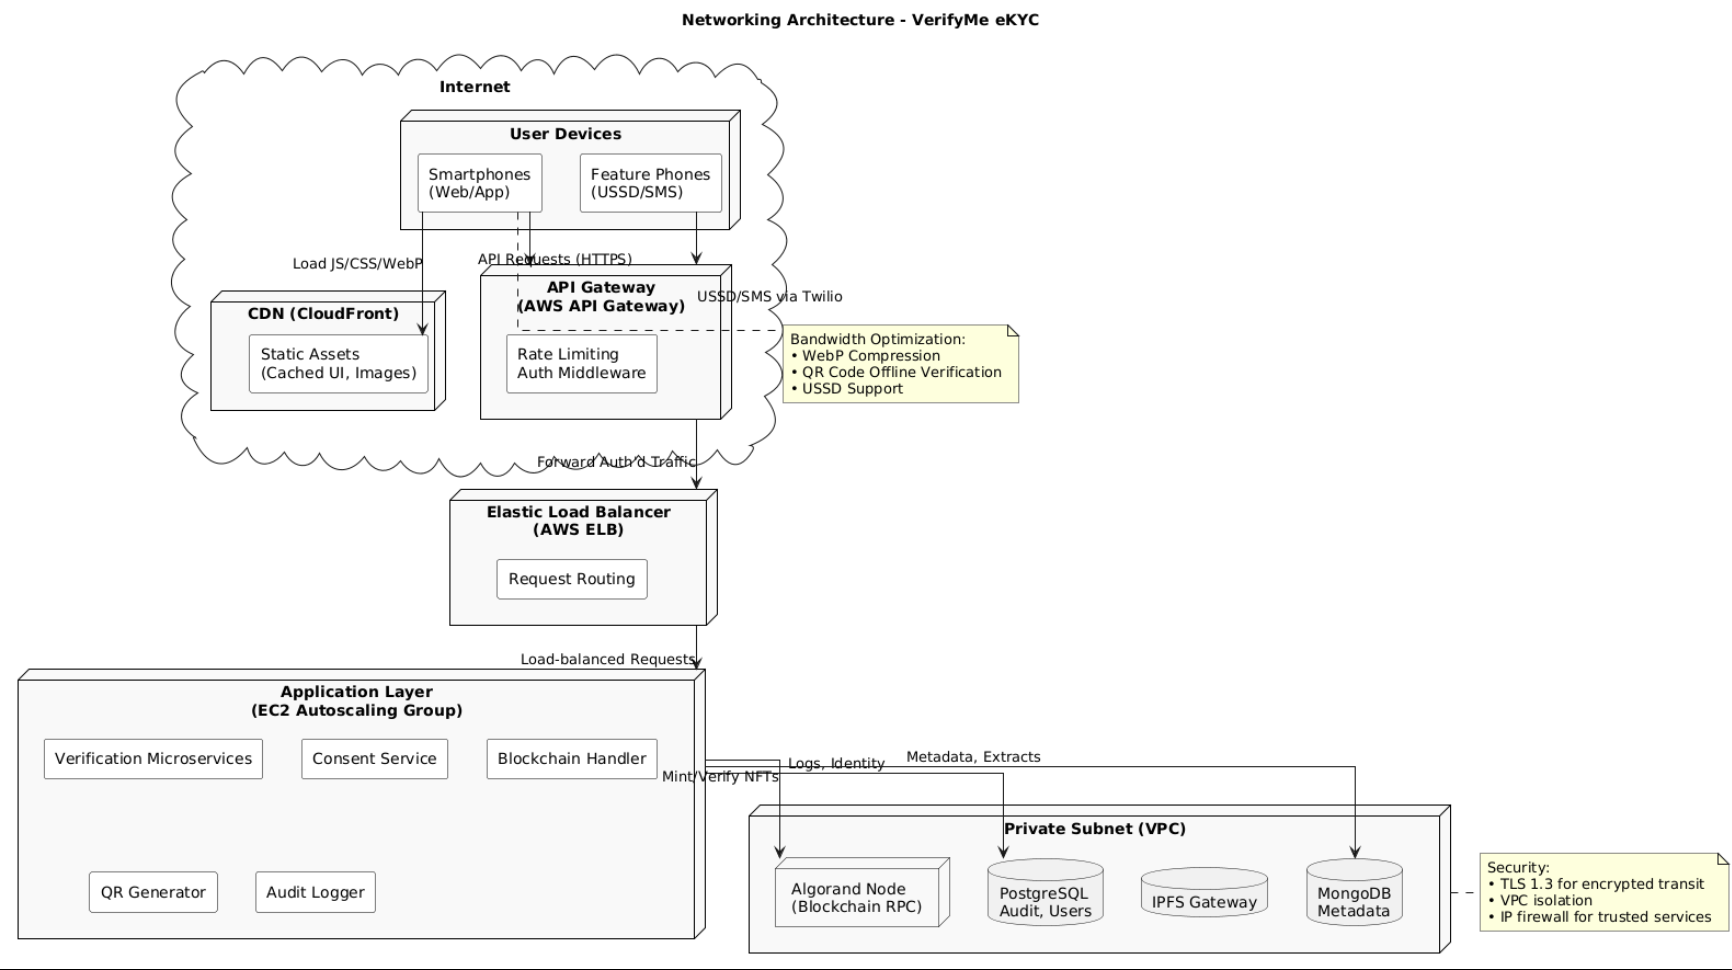 Networking Architecture - VerifyMe eKYC
Internet
User Devices
Smartphones
(Web/App)
Feature Phones
(USSD/SMS)
Load JS/CSS/WebP
API Requests (HTTPS)
USSD/SMS via Twilio
CDN (CloudFront)
Static Assets
(Cached UI, Images)
API Gateway
(AWS API Gateway)
Rate Limiting
Auth Middleware
Bandwidth Optimization:
• WebP Compression
• QR Code Offline Verification
• USSD Support
Forward Auth'd Traffic
Elastic Load Balancer
(AWS ELB)
Request Routing
Load-balanced Requests
Application Layer
(EC2 Autoscaling Group)
Verification Microservices
Consent Service
Blockchain Handler
QR Generator
Audit Logger
Mint/Verify NFTs
Logs, Identity
Metadata, Extracts
Private Subnet (VPC)
Algorand Node
(Blockchain RPC)
PostgreSQL
Audit, Users
IPFS Gateway
MongoDB
Metadata
Security:
• TLS 1.3 for encrypted transit
• VPC isolation
• IP firewall for trusted services